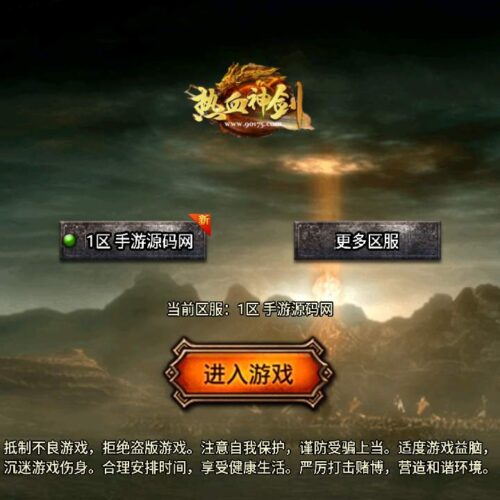 热血神剑
www.90175.com
新
1区 手游源码网
更多区服
当前区服：1区 手游源码网
进入游戏
抵制不良游戏，拒绝盗版游戏。注意自我保护，谨防受骗上当。适度游戏益脑，
沉迷游戏伤身。合理安排时间，享受健康生活。严厉打击赌博，营造和谐环境。